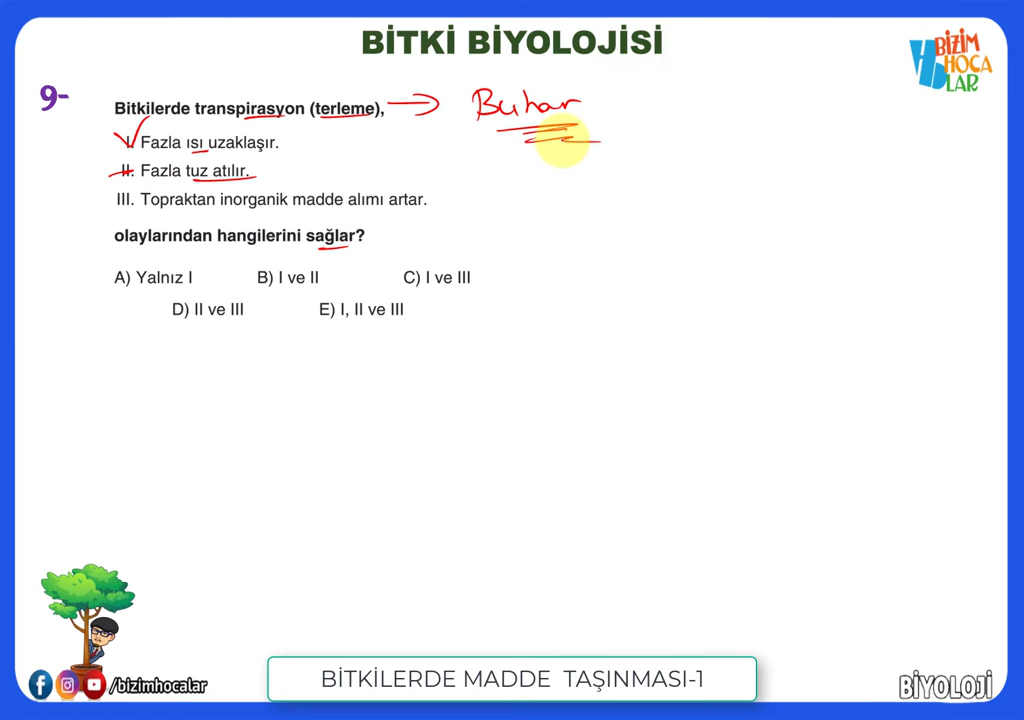 BİTKİ BİYOLOJİSİ
BİZİM
HOCA
LAR
9-
Bitkilerde transpirasyon (terleme), → Buhar
I. Fazla ısı uzaklaşır.
II. Fazla tuz atılır.
III. Topraktan inorganik madde alımı artar.
olaylarından hangilerini sağlar?
A) Yalnız I B) I ve II C) I ve III
D) II ve III E) I, II ve III
/bizimhocalar
BİTKİLERDE MADDE TAŞINMASI-1
BİYOLOJİ